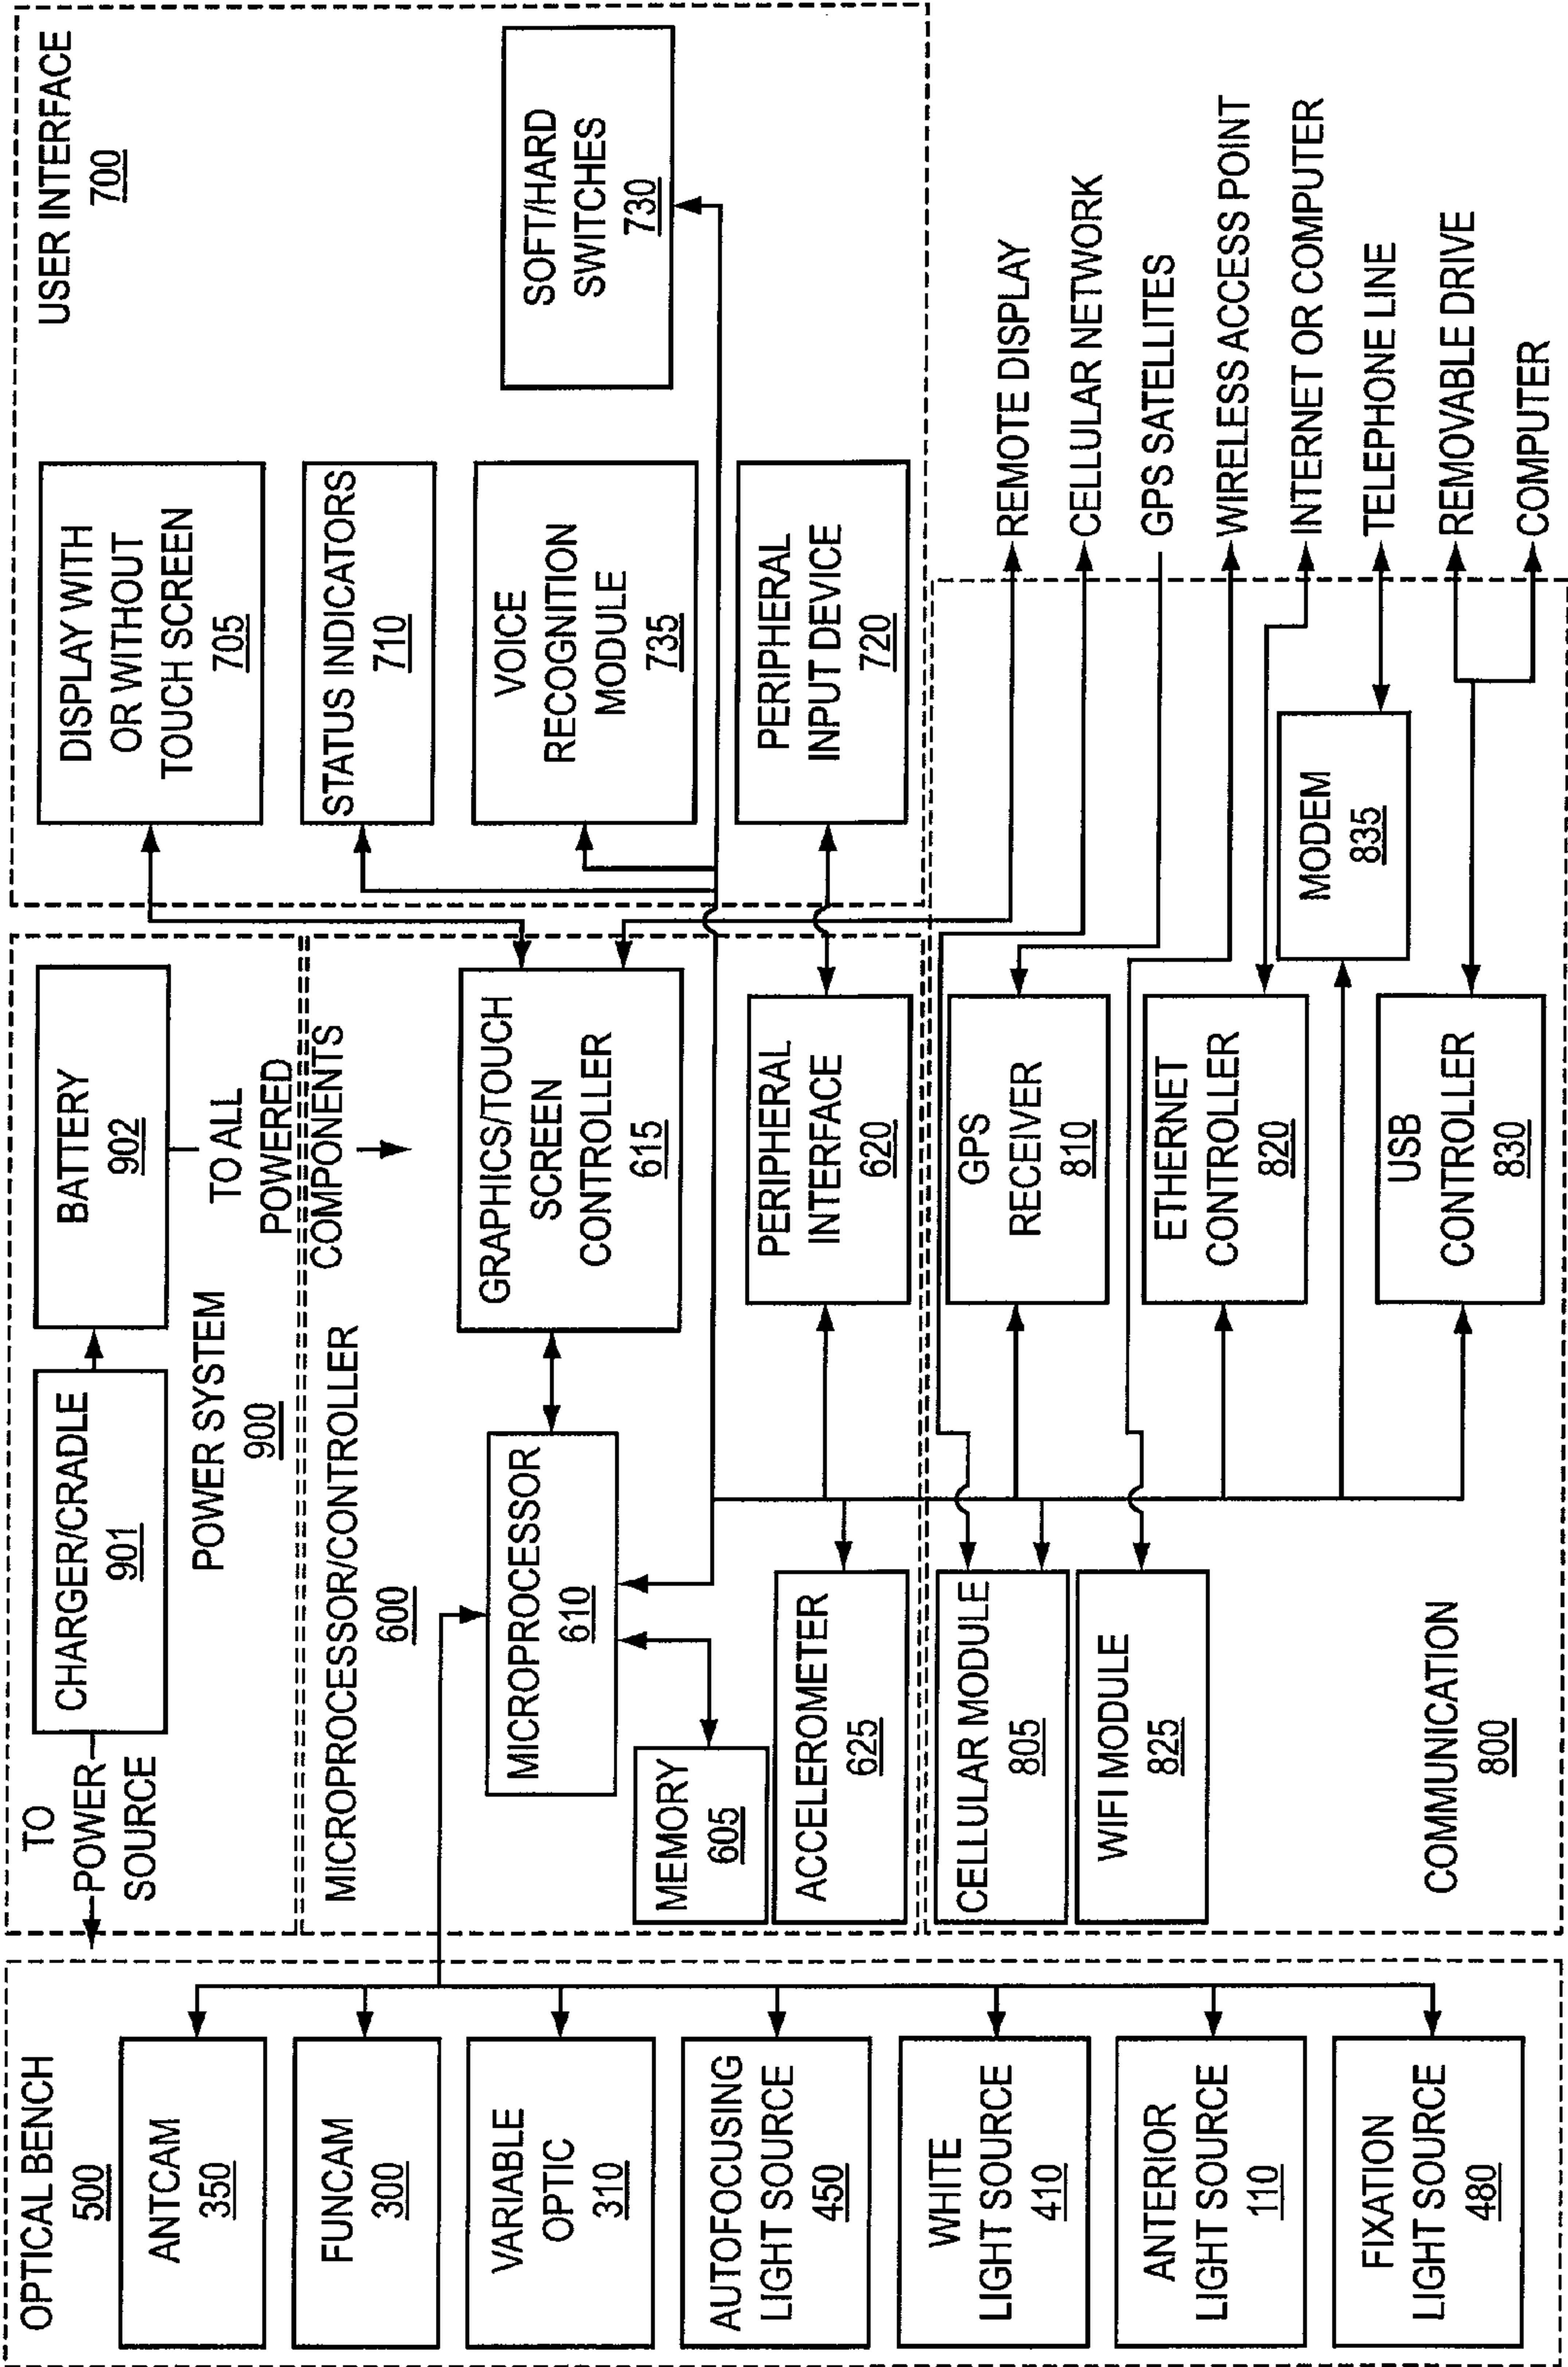 OPTICAL BENCH
500
ANTCAM
350
FUNCAM
300
VARIABLE
OPTIC
310
AUTOFOCUSING
LIGHT SOURCE
450
WHITE
LIGHT SOURCE
410
ANTERIOR
LIGHT SOURCE
110
FIXATION
LIGHT SOURCE
480
TO
POWER
SOURCE
CHARGER/CRADLE
901
BATTERY
902
POWER SYSTEM
900
TO ALL
POWERED
COMPONENTS
MICROPROCESSOR/CONTROLLER
600
MICROPROCESSOR
610
GRAPHICS/TOUCH
SCREEN
CONTROLLER
615
MEMORY
605
ACCELEROMETER
625
PERIPHERAL
INTERFACE
620
USER INTERFACE
700
DISPLAY WITH
OR WITHOUT
TOUCH SCREEN
705
STATUS INDICATORS
710
VOICE
RECOGNITION
MODULE
735
PERIPHERAL
INPUT DEVICE
720
SOFT/HARD
SWITCHES
730
CELLULAR MODULE
805
WIFI MODULE
825
COMMUNICATION
800
GPS
RECEIVER
810
ETHERNET
CONTROLLER
820
USB
CONTROLLER
830
MODEM
835
REMOTE DISPLAY
CELLULAR NETWORK
GPS SATELLITES
WIRELESS ACCESS POINT
INTERNET OR COMPUTER
TELEPHONE LINE
REMOVABLE DRIVE
COMPUTER